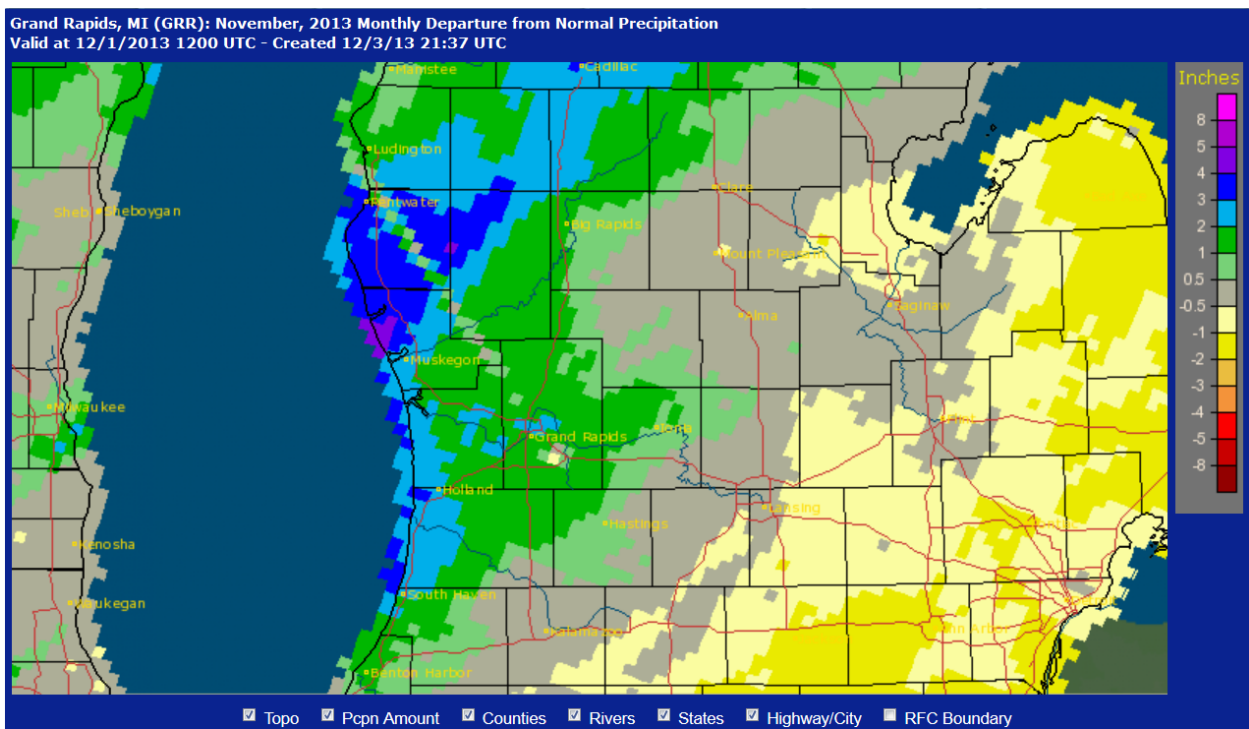 Grand Rapids, MI (GRR): November, 2013 Monthly Departure from Normal Precipitation
Valid at 12/1/2013 1200 UTC - Created 12/3/13 21:37 UTC
Inches
8
5
4
3
2
1
0.5
-0.5
-1
-2
-3
-4
-5
-8
Manistee
Cadillac
Ludington
Clare
Pentwater
Sheb
Sheboygan
Big Rapids
Mount Pleasant
Saginaw
Alma
Muskegon
Milwaukee
Flint
Ionia
Grand Rapids
Holland
Lansing
Hastings
Kenosha
South Haven
Waukegan
Kalamazoo
Ann Arbor
Benton Harbor
Topo
Pcpn Amount
Counties
Rivers
States
Highway/City
RFC Boundary